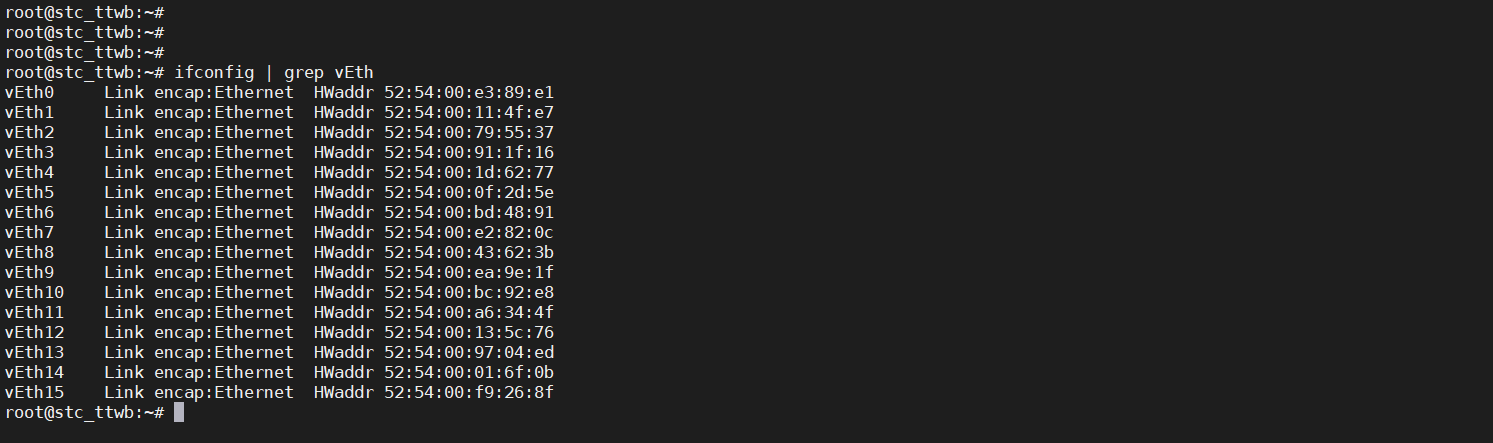 root@stc_ttwb:~#
root@stc_ttwb:~#
root@stc_ttwb:~#
root@stc_ttwb:~# ifconfig | grep vEth
vEth0     Link encap:Ethernet  HWaddr 52:54:00:e3:89:e1
vEth1     Link encap:Ethernet  HWaddr 52:54:00:11:4f:e7
vEth2     Link encap:Ethernet  HWaddr 52:54:00:79:55:37
vEth3     Link encap:Ethernet  HWaddr 52:54:00:91:1f:16
vEth4     Link encap:Ethernet  HWaddr 52:54:00:1d:62:77
vEth5     Link encap:Ethernet  HWaddr 52:54:00:0f:2d:5e
vEth6     Link encap:Ethernet  HWaddr 52:54:00:bd:48:91
vEth7     Link encap:Ethernet  HWaddr 52:54:00:e2:82:0c
vEth8     Link encap:Ethernet  HWaddr 52:54:00:43:62:3b
vEth9     Link encap:Ethernet  HWaddr 52:54:00:ea:9e:1f
vEth10    Link encap:Ethernet  HWaddr 52:54:00:bc:92:e8
vEth11    Link encap:Ethernet  HWaddr 52:54:00:a6:34:4f
vEth12    Link encap:Ethernet  HWaddr 52:54:00:13:5c:76
vEth13    Link encap:Ethernet  HWaddr 52:54:00:97:04:ed
vEth14    Link encap:Ethernet  HWaddr 52:54:00:01:6f:0b
vEth15    Link encap:Ethernet  HWaddr 52:54:00:f9:26:8f
root@stc_ttwb:~#